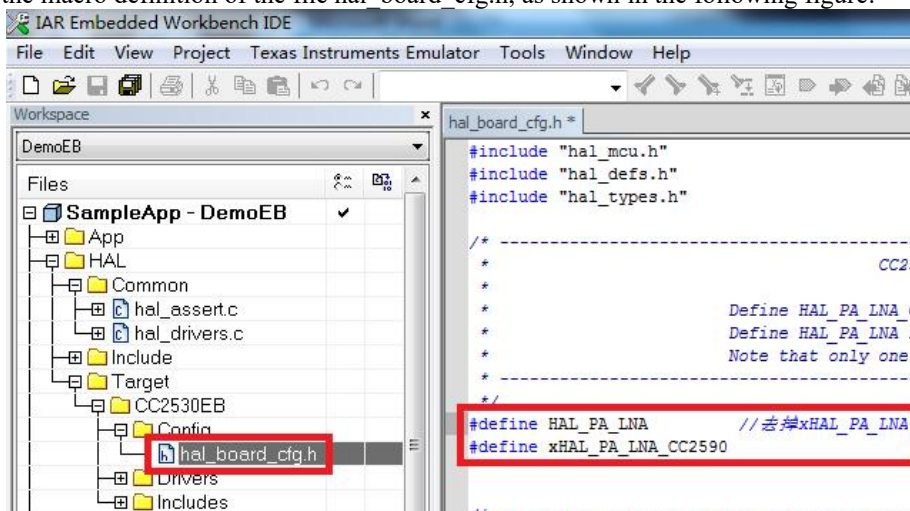 the macro definition of the file hal_board_cfg.h, as shown in the following figure:
IAR Embedded Workbench IDE
File Edit View Project Texas Instruments Emulator Tools Window Help
Workspace
DemoEB
Files
SampleApp - DemoEB
App
HAL
Common
hal_assert.c
hal_drivers.c
Include
Target
CC2530EB
Config
hal_board_cfg.h
Drivers
Includes
hal_board_cfg.h *
#include "hal_mcu.h"
#include "hal_defs.h"
#include "hal_types.h"
/* ------------------------------------------
* CC2
*
* Define HAL_PA_LNA
* Define HAL_PA_LNA
* Note that only one
* ------------------------------------------
*/
#define HAL_PA_LNA //去掉xHAL_PA_LNA
#define xHAL_PA_LNA_CC2590